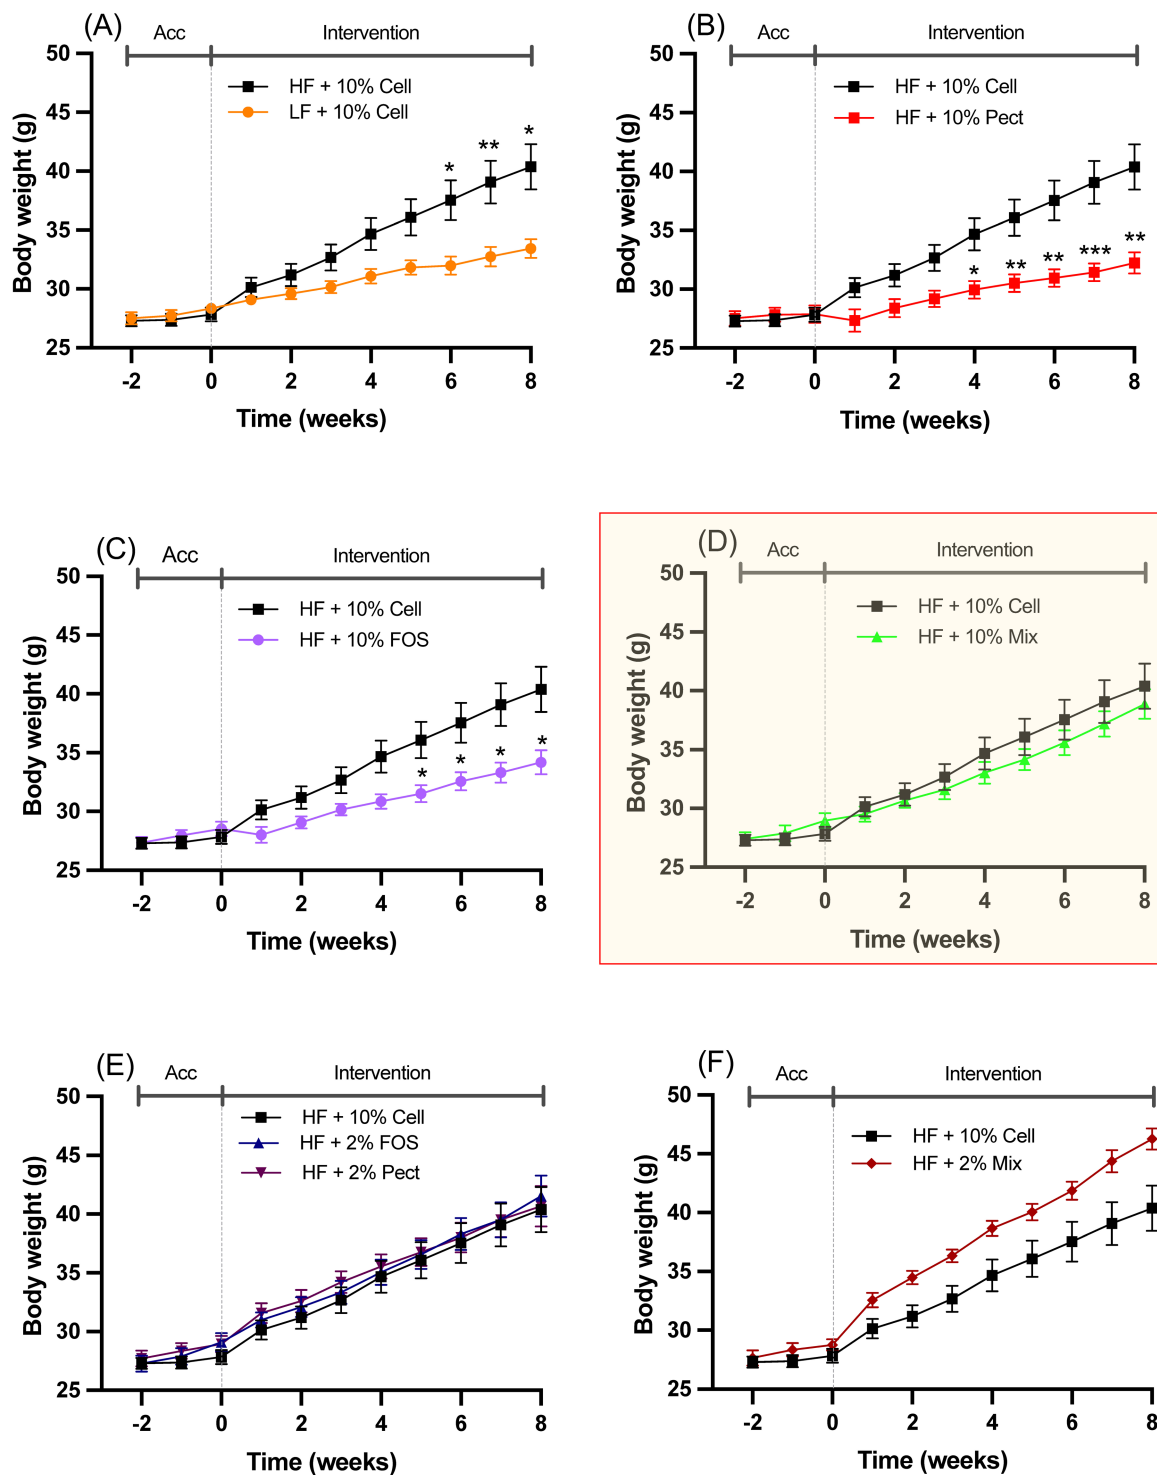 (A)
Acc Intervention
50
45
40
35
30
25
Body weight (g)
HF + 10% Cell
LF + 10% Cell
* ** *
-2 0 2 4 6 8
Time (weeks)
(B)
Acc Intervention
50
45
40
35
30
25
Body weight (g)
HF + 10% Cell
HF + 10% Pect
* ** ** *** **
-2 0 2 4 6 8
Time (weeks)
(C)
Acc Intervention
50
45
40
35
30
25
Body weight (g)
HF + 10% Cell
HF + 10% FOS
* * * *
-2 0 2 4 6 8
Time (weeks)
(D)
Acc Intervention
50
45
40
35
30
25
Body weight (g)
HF + 10% Cell
HF + 10% Mix
-2 0 2 4 6 8
Time (weeks)
(E)
Acc Intervention
50
45
40
35
30
25
Body weight (g)
HF + 10% Cell
HF + 2% FOS
HF + 2% Pect
-2 0 2 4 6 8
Time (weeks)
(F)
Acc Intervention
50
45
40
35
30
25
Body weight (g)
HF + 10% Cell
HF + 2% Mix
-2 0 2 4 6 8
Time (weeks)